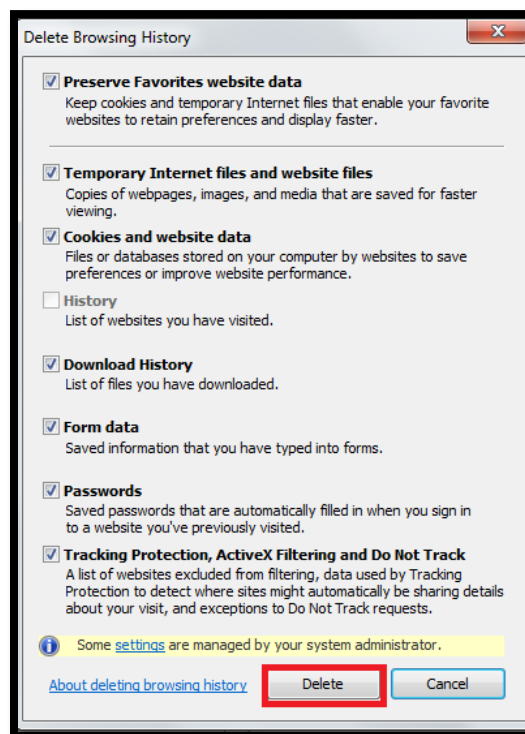 Delete Browsing History
Preserve Favorites website data
Keep cookies and temporary Internet files that enable your favorite
websites to retain preferences and display faster.
Temporary Internet files and website files
Copies of webpages, images, and media that are saved for faster
viewing.
Cookies and website data
Files or databases stored on your computer by websites to save
preferences or improve website performance.
History
List of websites you have visited.
Download History
List of files you have downloaded.
Form data
Saved information that you have typed into forms.
Passwords
Saved passwords that are automatically filled in when you sign in
to a website you've previously visited.
Tracking Protection, ActiveX Filtering and Do Not Track
A list of websites excluded from filtering, data used by Tracking
Protection to detect where sites might automatically be sharing details
about your visit, and exceptions to Do Not Track requests.
Some settings are managed by your system administrator.
About deleting browsing history Delete Cancel